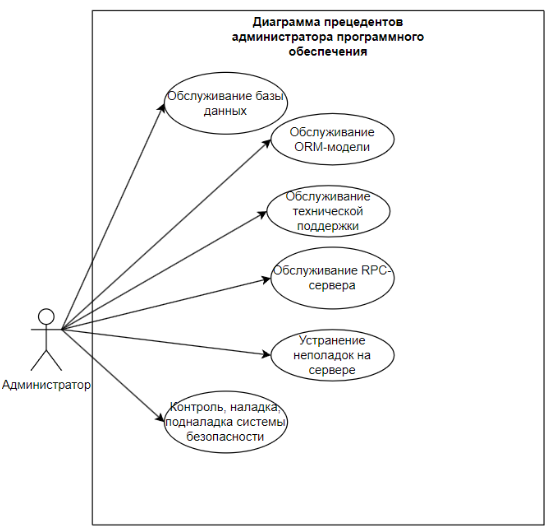 Диаграмма прецедентов
администратора программного
обеспечения
Обслуживание базы
данных
Обслуживание
ORM-модели
Обслуживание
технической
поддержки
Обслуживание RPC-
сервера
Устранение
неполадок на
сервере
Администратор
Контроль, наладка,
подналадка системы
безопасности